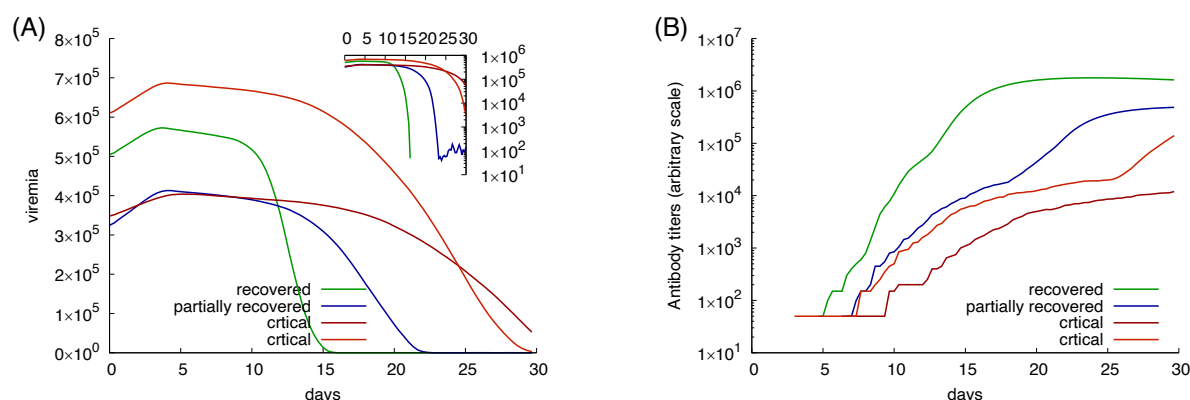 (A)
viremia
8×10⁵
7×10⁵
6×10⁵
5×10⁵
4×10⁵
3×10⁵
2×10⁵
1×10⁵
0×10⁰
0 5 10 15 20 25 30
days
recovered
partially recovered
crtical
crtical
0 5 10 15 20 25 30
1×10⁶
1×10⁵
1×10⁴
1×10³
1×10²
1×10¹
(B)
Antibody titers (arbitrary scale)
1×10⁷
1×10⁶
1×10⁵
1×10⁴
1×10³
1×10²
1×10¹
0 5 10 15 20 25 30
days
recovered
partially recovered
crtical
crtical